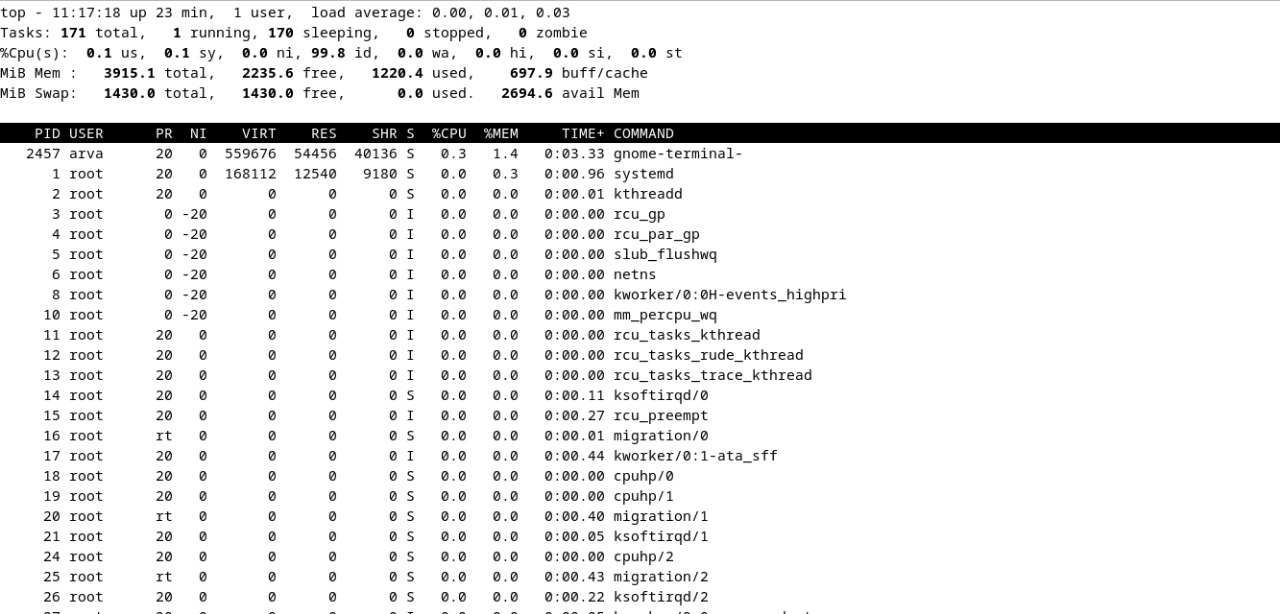 top - 11:17:18 up 23 min,  1 user,  load average: 0.00, 0.01, 0.03
Tasks: 171 total,   1 running, 170 sleeping,   0 stopped,   0 zombie
%Cpu(s):  0.1 us,  0.1 sy,  0.0 ni, 99.8 id,  0.0 wa,  0.0 hi,  0.0 si,  0.0 st
MiB Mem :   3915.1 total,   2235.6 free,   1220.4 used,    697.9 buff/cache
MiB Swap:   1430.0 total,   1430.0 free,      0.0 used.   2694.6 avail Mem
PID USER      PR  NI    VIRT    RES    SHR S  %CPU  %MEM     TIME+ COMMAND
2457 arva      20   0  559676  54456  40136 S   0.3   1.4   0:03.33 gnome-terminal-
1 root      20   0  168112  12540   9180 S   0.0   0.3   0:00.96 systemd
2 root      20   0       0      0      0 S   0.0   0.0   0:00.01 kthreadd
3 root       0 -20       0      0      0 I   0.0   0.0   0:00.00 rcu_gp
4 root       0 -20       0      0      0 I   0.0   0.0   0:00.00 rcu_par_gp
5 root       0 -20       0      0      0 I   0.0   0.0   0:00.00 slub_flushwq
6 root       0 -20       0      0      0 I   0.0   0.0   0:00.00 netns
8 root       0 -20       0      0      0 I   0.0   0.0   0:00.00 kworker/0:0H-events_highpri
10 root       0 -20       0      0      0 I   0.0   0.0   0:00.00 mm_percpu_wq
11 root      20   0       0      0      0 I   0.0   0.0   0:00.00 rcu_tasks_kthread
12 root      20   0       0      0      0 I   0.0   0.0   0:00.00 rcu_tasks_rude_kthread
13 root      20   0       0      0      0 I   0.0   0.0   0:00.00 rcu_tasks_trace_kthread
14 root      20   0       0      0      0 S   0.0   0.0   0:00.11 ksoftirqd/0
15 root      20   0       0      0      0 I   0.0   0.0   0:00.27 rcu_preempt
16 root      rt   0       0      0      0 S   0.0   0.0   0:00.01 migration/0
17 root      20   0       0      0      0 I   0.0   0.0   0:00.44 kworker/0:1-ata_sff
18 root      20   0       0      0      0 S   0.0   0.0   0:00.00 cpuhp/0
19 root      20   0       0      0      0 S   0.0   0.0   0:00.00 cpuhp/1
20 root      rt   0       0      0      0 S   0.0   0.0   0:00.40 migration/1
21 root      20   0       0      0      0 S   0.0   0.0   0:00.05 ksoftirqd/1
24 root      20   0       0      0      0 S   0.0   0.0   0:00.00 cpuhp/2
25 root      rt   0       0      0      0 S   0.0   0.0   0:00.43 migration/2
26 root      20   0       0      0      0 S   0.0   0.0   0:00.22 ksoftirqd/2